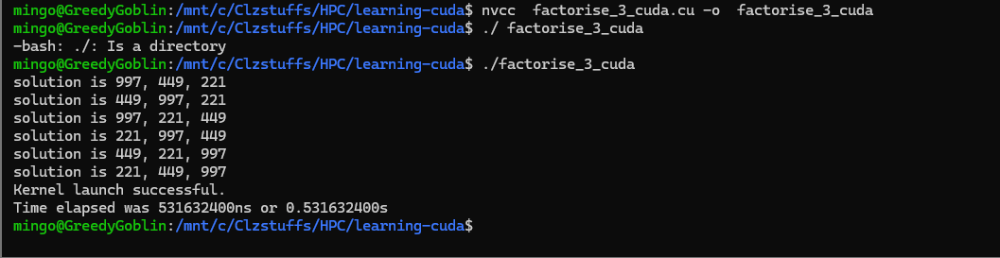 mingo@GreedyGoblin:/mnt/c/Clzstuffs/HPC/learning-cuda$ nvcc  factorise_3_cuda.cu -o  factorise_3_cuda
mingo@GreedyGoblin:/mnt/c/Clzstuffs/HPC/learning-cuda$ ./ factorise_3_cuda
-bash: ./: Is a directory
mingo@GreedyGoblin:/mnt/c/Clzstuffs/HPC/learning-cuda$ ./factorise_3_cuda
solution is 997, 449, 221
solution is 449, 997, 221
solution is 997, 221, 449
solution is 221, 997, 449
solution is 449, 221, 997
solution is 221, 449, 997
Kernel launch successful.
Time elapsed was 531632400ns or 0.531632400s
mingo@GreedyGoblin:/mnt/c/Clzstuffs/HPC/learning-cuda$